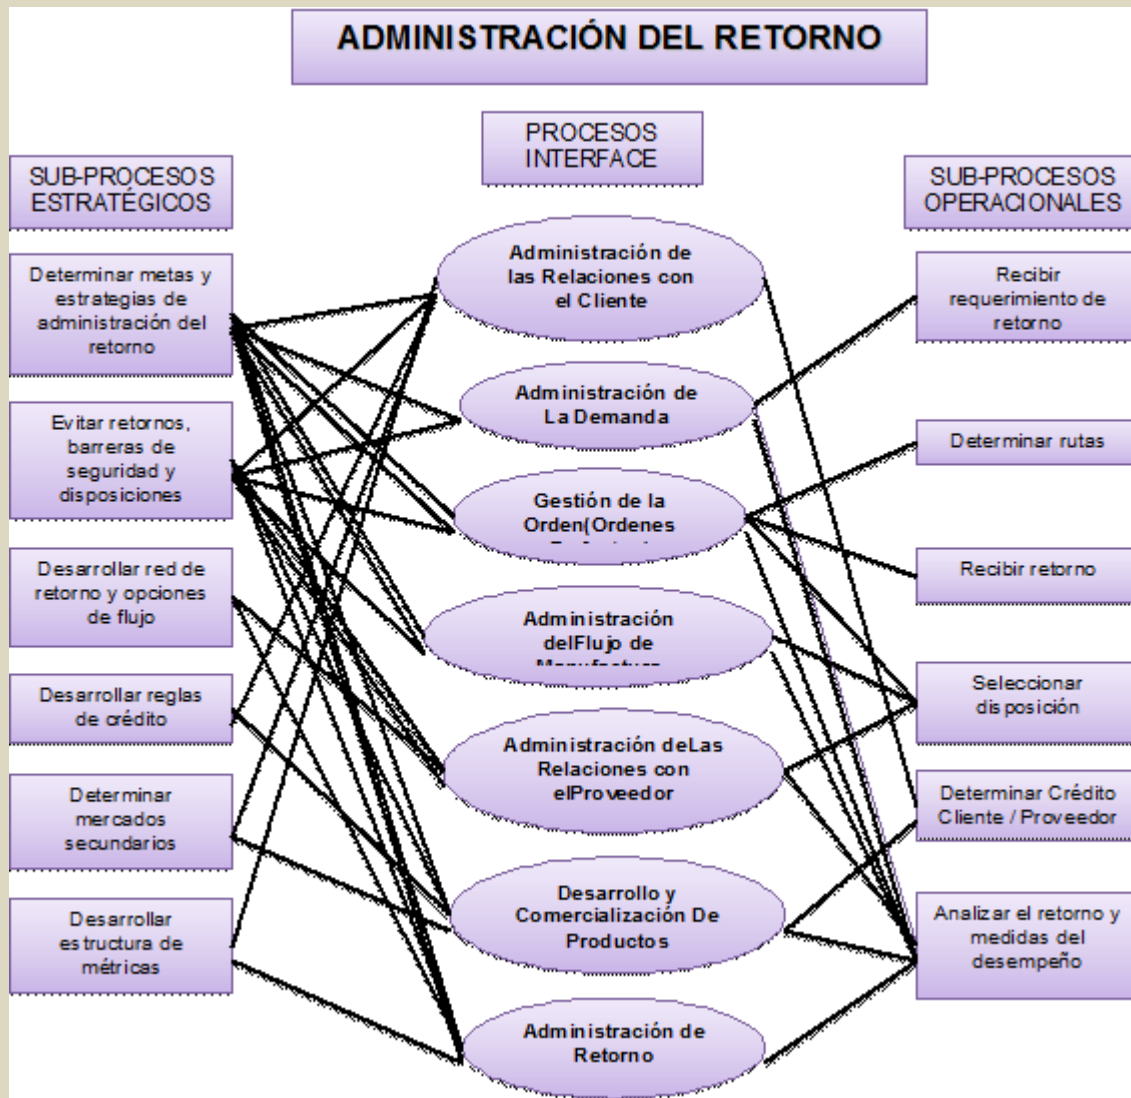 ADMINISTRACIÓN DEL RETORNO
PROCESOS
INTERFACE
SUB-PROCESOS
ESTRATÉGICOS
Determinar metas y
estrategias de
administración del
retorno
Evitar retornos,
barreras de
seguridad y
disposiciones
Desarrollar red de
retorno y opciones
de flujo
Desarrollar reglas
de crédito
Determinar
mercados
secundarios
Desarrollar
estructura de
métricas
Administración de
las Relaciones con
el Cliente
Administración de
La Demanda
Gestión de la
Orden(Ordenes
Administración
delFlujo de
Administración deLas
Relaciones con
elProveedor
Desarrollo y
Comercialización De
Productos
Administración de
Retorno
SUB-PROCESOS
OPERACIONALES
Recibir
requerimiento de
retorno
Determinar rutas
Recibir retorno
Seleccionar
disposición
Determinar Crédito
Cliente / Proveedor
Analizar el retorno y
medidas del
desempeño